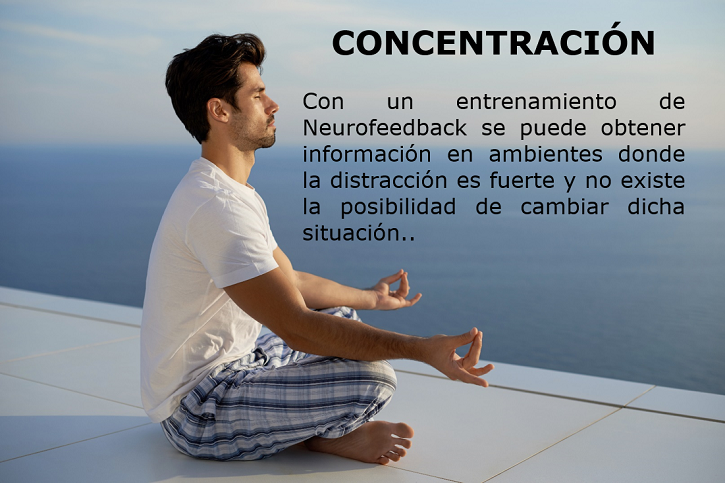 CONCENTRACIÓN
Con un entrenamiento de
Neurofeedback se puede obtener
información en ambientes donde
la distracción es fuerte y no existe
la posibilidad de cambiar dicha
situación..